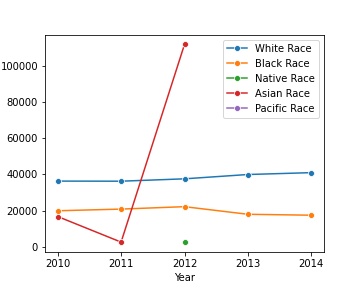 White Race
Black Race
Native Race
Asian Race
Pacific Race
100000
80000
60000
40000
20000
0
2010 2011 2012 2013 2014
Year